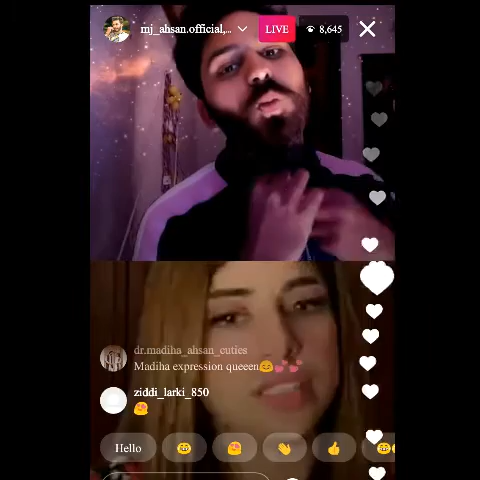 mj_ahsan.official,... LIVE 8,645
dr.madiha_ahsan_cuties
Madiha expression queeen😊💕💕
ziddi_larki_850
😍
Hello 😍 👏 👍